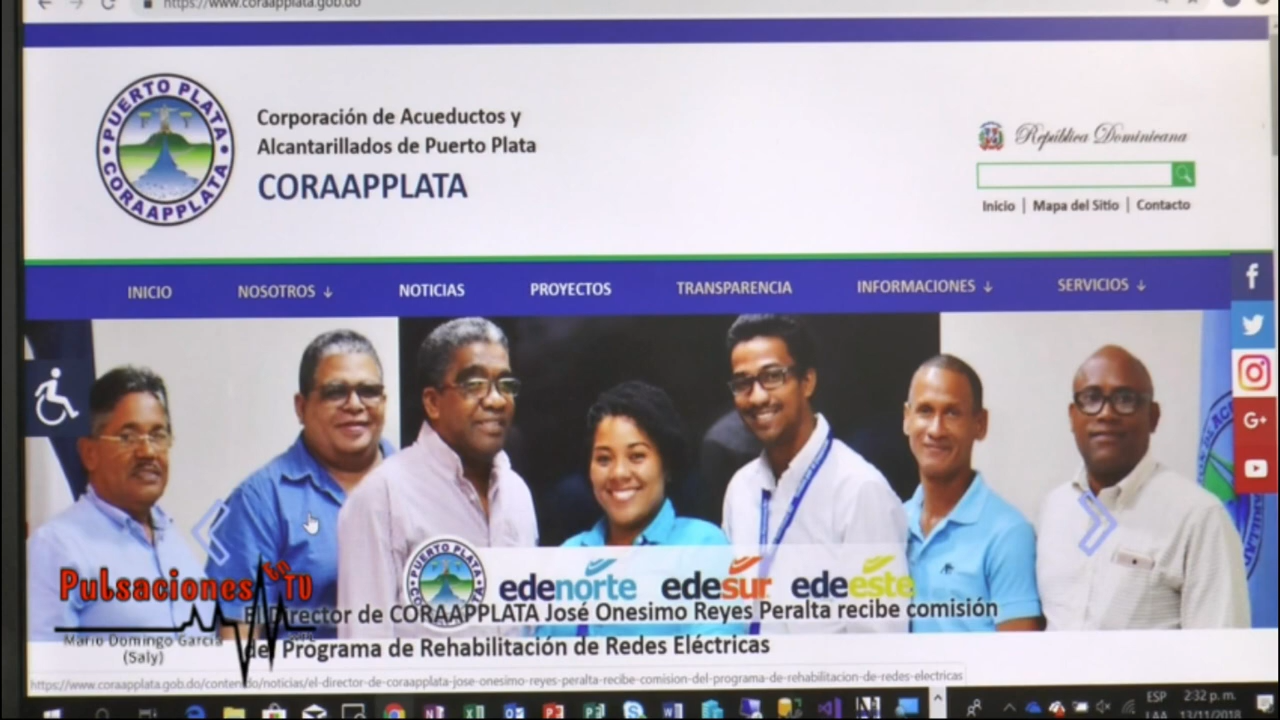 https://www.coraapplata.gob.do
PUERTO PLATA
CORAAPPLATA
Corporación de Acueductos y
Alcantarillados de Puerto Plata
CORAAPPLATA
República Dominicana
Inicio | Mapa del Sitio | Contacto
INICIO NOSOTROS ↓ NOTICIAS PROYECTOS TRANSPARENCIA INFORMACIONES ↓ SERVICIOS ↓
G+
PUERTO PLATA
edenorte edesur edeeste
El Director de CORAAPPLATA José Onesimo Reyes Peralta recibe comisión
del Programa de Rehabilitación de Redes Eléctricas
Pulsaciones En TV
Mario Domingo García
(Saly)
https://www.coraapplata.gob.do/contenido/noticias/el-director-de-coraapplata-jose-onesimo-reyes-peralta-recibe-comision-del-programa-de-rehabilitacion-de-redes-electricas
ESP 2:32 p. m.
LAA 13/11/2018